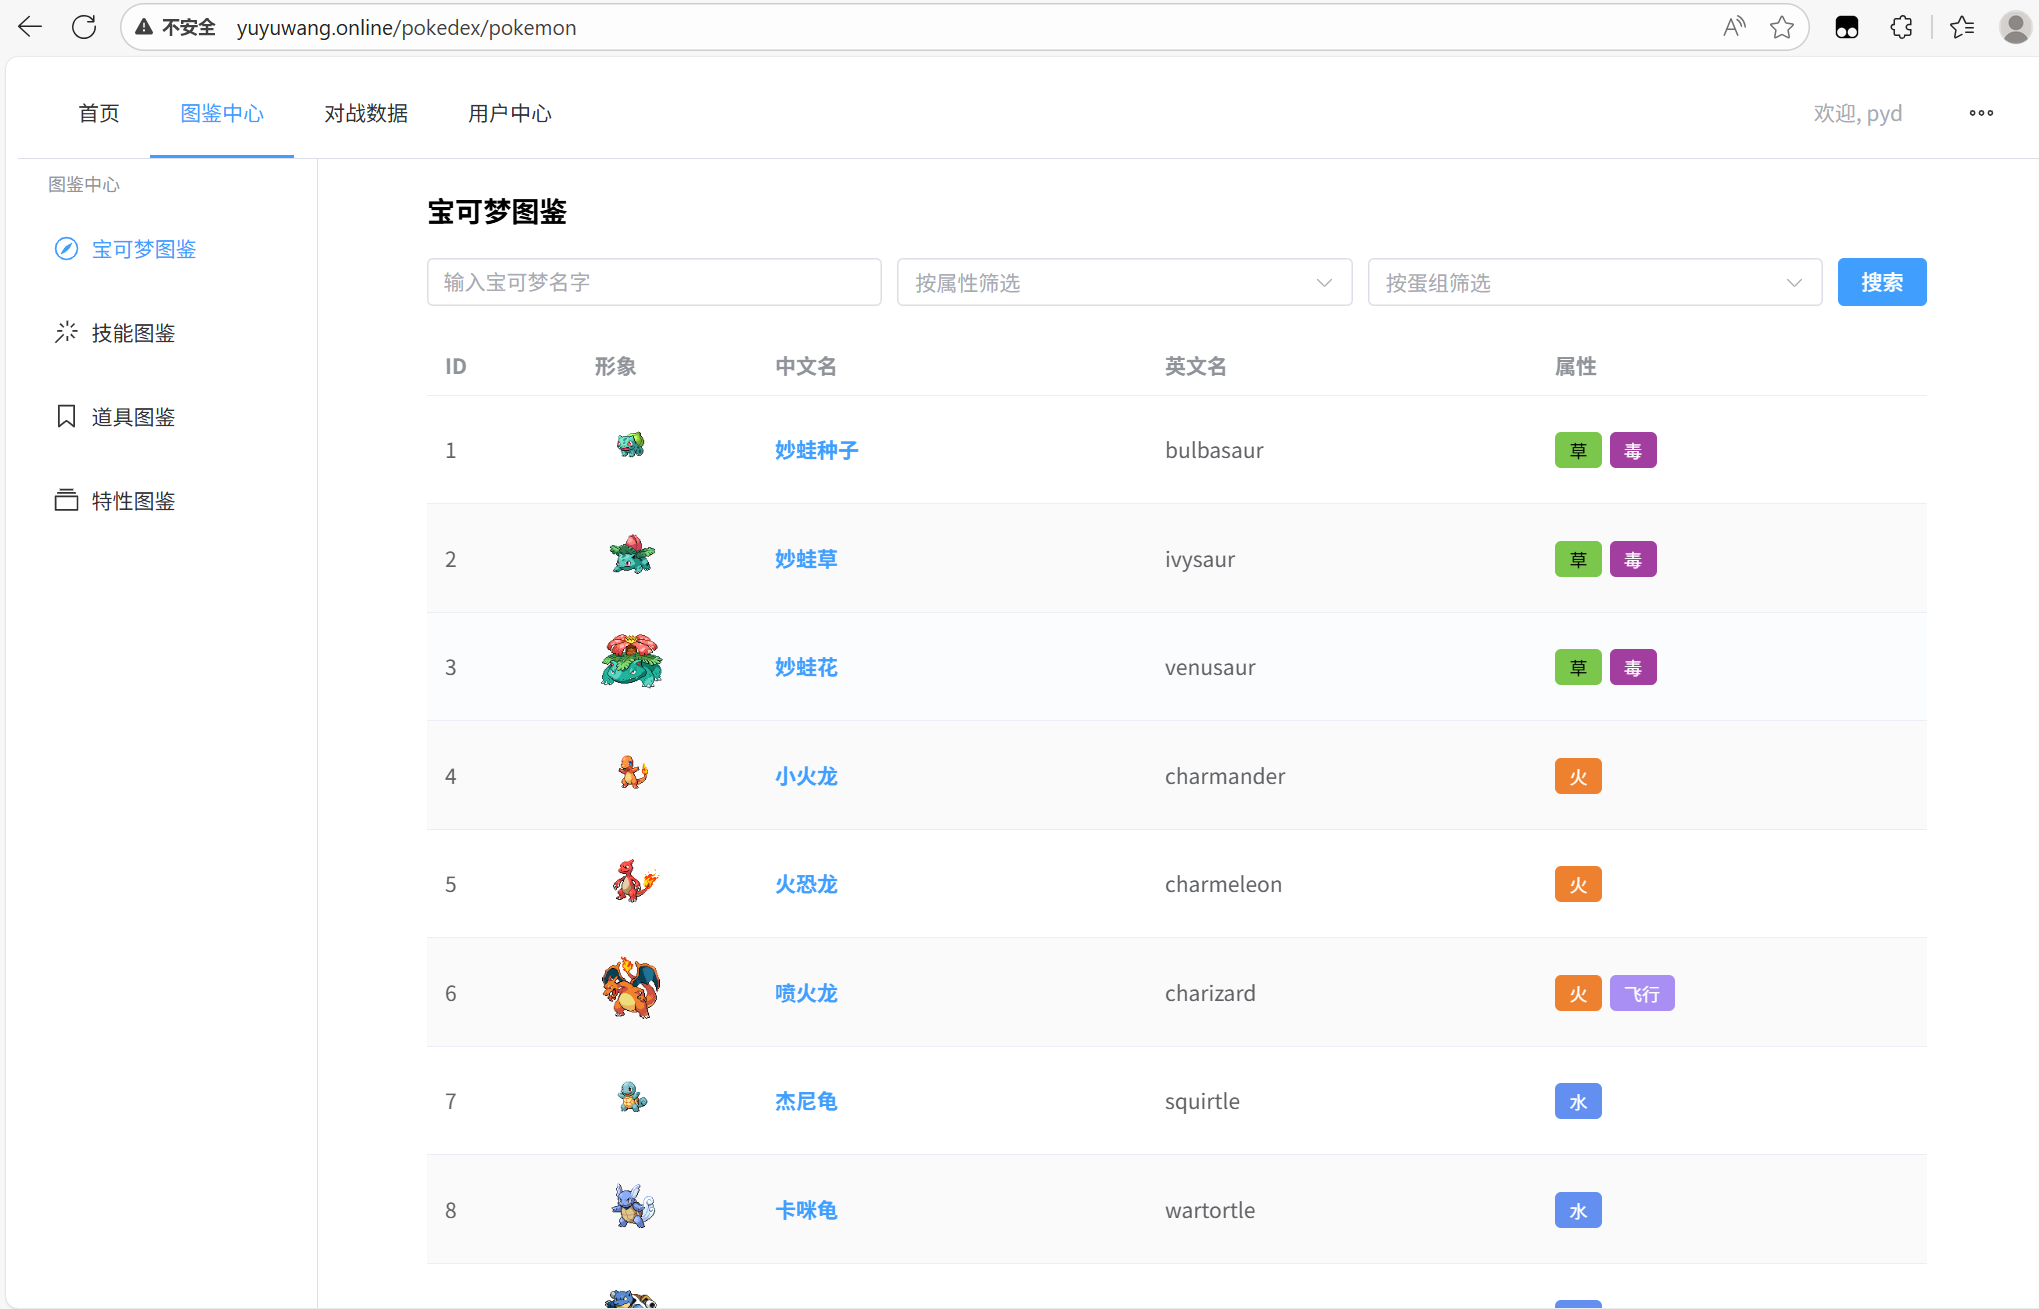 不安全 yuyuwang.online/pokedex/pokemon
首页 图鉴中心 对战数据 用户中心 欢迎, pyd
图鉴中心
宝可梦图鉴
技能图鉴
道具图鉴
特性图鉴
宝可梦图鉴
输入宝可梦名字 按属性筛选 按蛋组筛选 搜索
ID 形象 中文名 英文名 属性
1 妙蛙种子 bulbasaur 草 毒
2 妙蛙草 ivysaur 草 毒
3 妙蛙花 venusaur 草 毒
4 小火龙 charmander 火
5 火恐龙 charmeleon 火
6 喷火龙 charizard 火 飞行
7 杰尼龟 squirtle 水
8 卡咪龟 wartortle 水